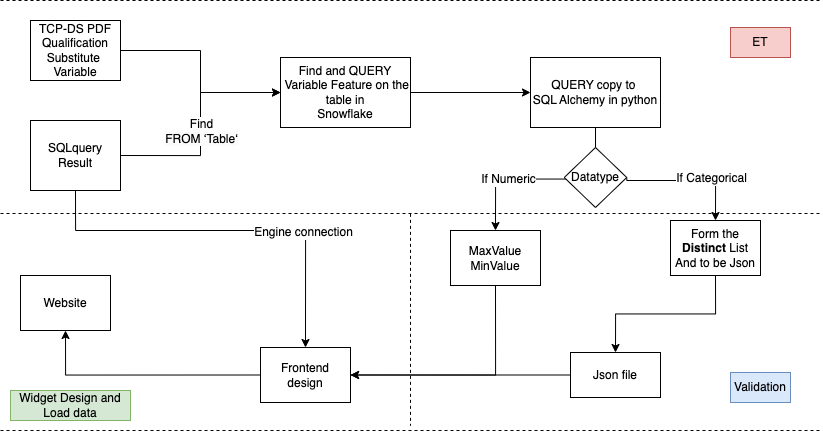 TCP-DS PDF
Qualification
Substitute
Variable
ET
Find and QUERY
Variable Feature on the
table in
Snowflake
QUERY copy to
SQL Alchemy in python
Find
FROM 'Table'
SQLquery
Result
Datatype
If Numeric
If Categorical
Engine connection
MaxValue
MinValue
Form the
Distinct List
And to be Json
Website
Frontend
design
Json file
Widget Design and
Load data
Validation